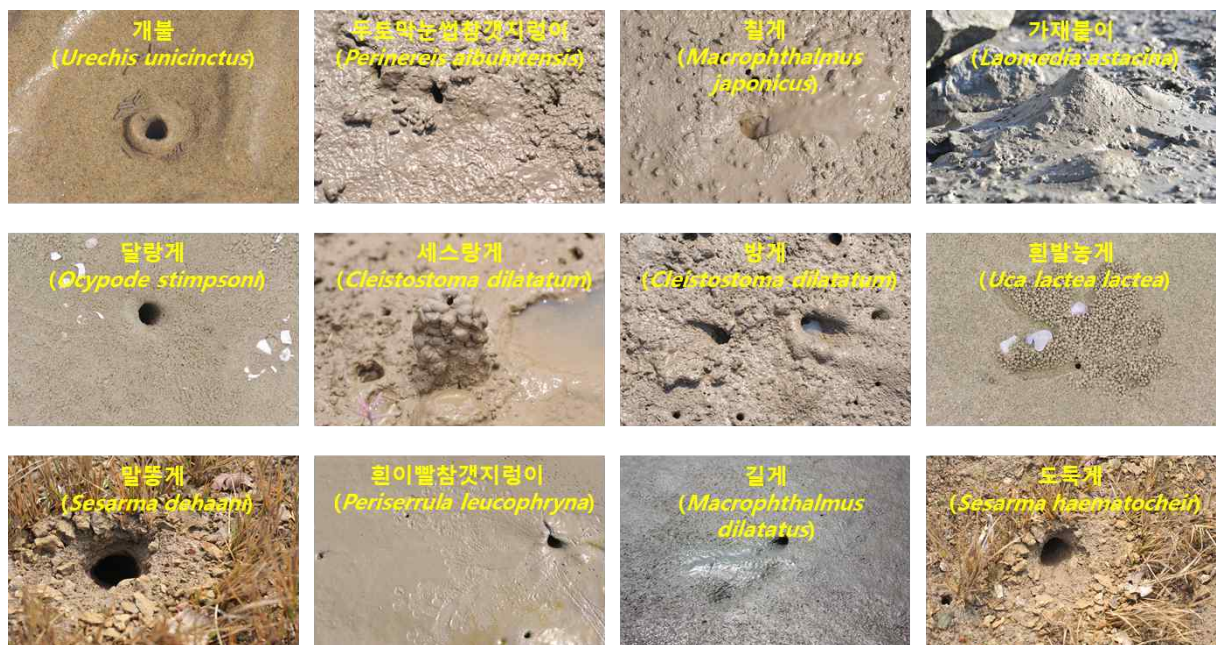 개불
(Urechis unicinctus)
두토막눈썹참갯지렁이
(Perinereis aibuhitensis)
칠게
(Macrophthalmus
japonicus)
가재붙이
(Laomedia astacina)
달랑게
(Ocypode stimpsoni)
세스랑게
(Cleistostoma dilatatum)
방게
(Cleistostoma dilatatum)
흰발농게
(Uca lactea lactea)
말똥게
(Sesarma dehaani)
흰이빨참갯지렁이
(Periserrula leucophryna)
길게
(Macrophthalmus
dilatatus)
도둑게
(Sesarma haematocheir)